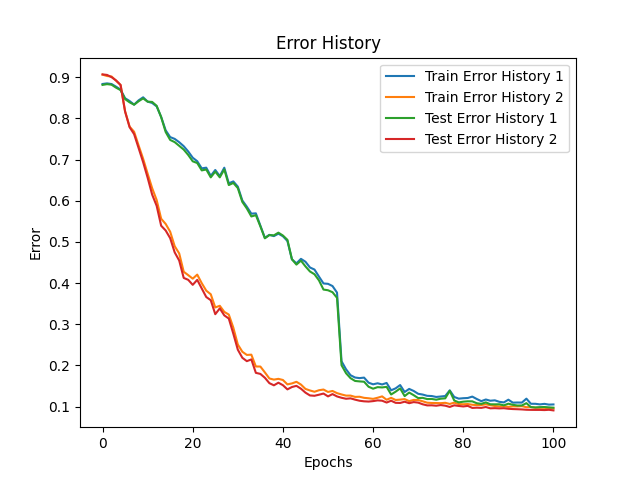 Error History
Train Error History 1
Train Error History 2
Test Error History 1
Test Error History 2
Error
0.9
0.8
0.7
0.6
0.5
0.4
0.3
0.2
0.1
0 20 40 60 80 100
Epochs